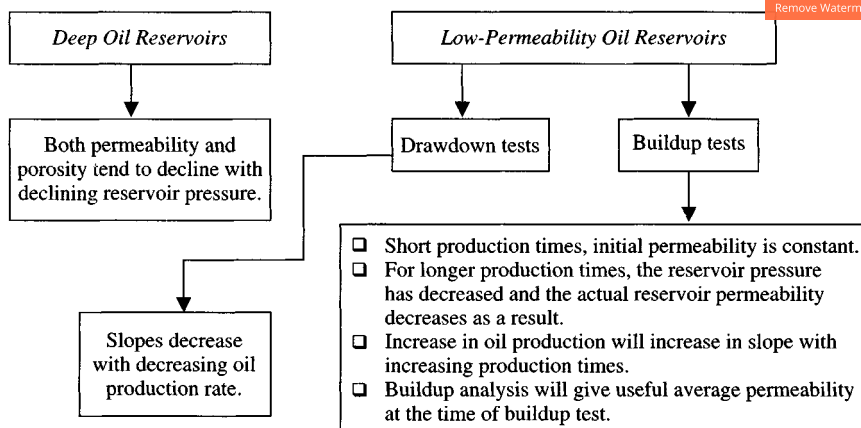 Remove Waterm
Deep Oil Reservoirs
Low-Permeability Oil Reservoirs
Both permeability and
porosity tend to decline with
declining reservoir pressure.
Drawdown tests
Buildup tests
Slopes decrease
with decreasing oil
production rate.
❑ Short production times, initial permeability is constant.
❑ For longer production times, the reservoir pressure
has decreased and the actual reservoir permeability
decreases as a result.
❑ Increase in oil production will increase in slope with
increasing production times.
❑ Buildup analysis will give useful average permeability
at the time of buildup test.